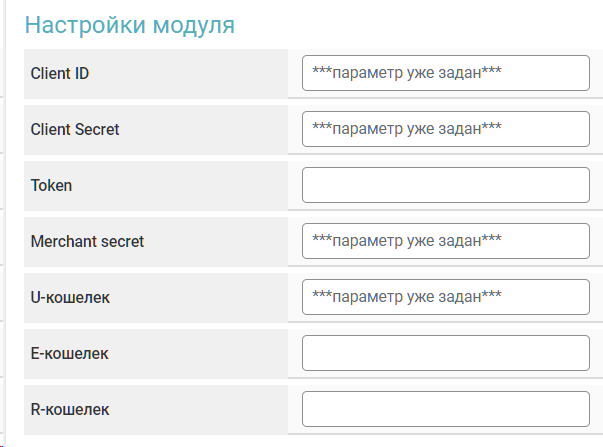 Настройки модуля
Client ID ***параметр уже задан***
Client Secret ***параметр уже задан***
Token
Merchant secret ***параметр уже задан***
U-кошелек ***параметр уже задан***
E-кошелек
R-кошелек